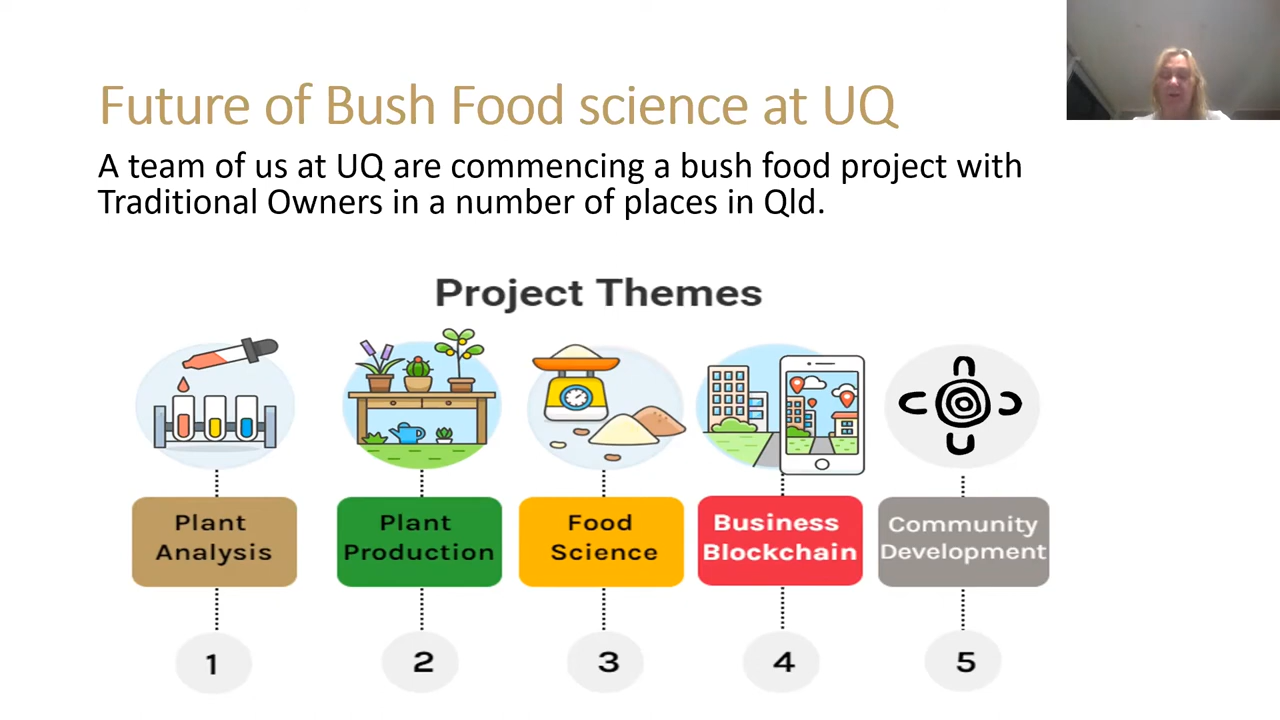 Future of Bush Food science at UQ
A team of us at UQ are commencing a bush food project with
Traditional Owners in a number of places in Qld.
Project Themes
Plant
Analysis
Plant
Production
Food
Science
Business
Blockchain
Community
Development
1
2
3
4
5